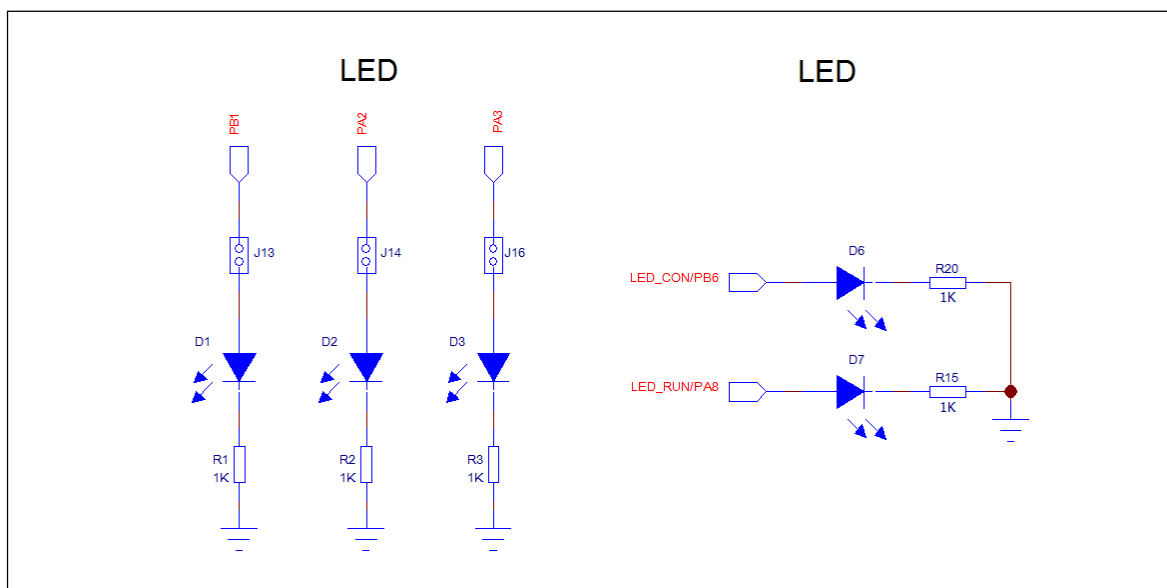 LED
LED
PB1
PA2
PA3
J13
J14
J16
D1
D2
D3
R1
1K
R2
1K
R3
1K
D6
LED_CON/PB6
R20
1K
D7
LED_RUN/PA8
R15
1K